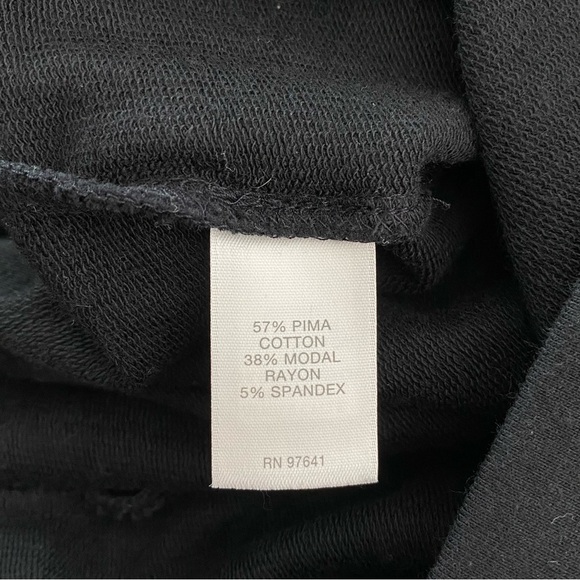 57% PIMA
COTTON
38% MODAL
RAYON
5% SPANDEX
RN 97641